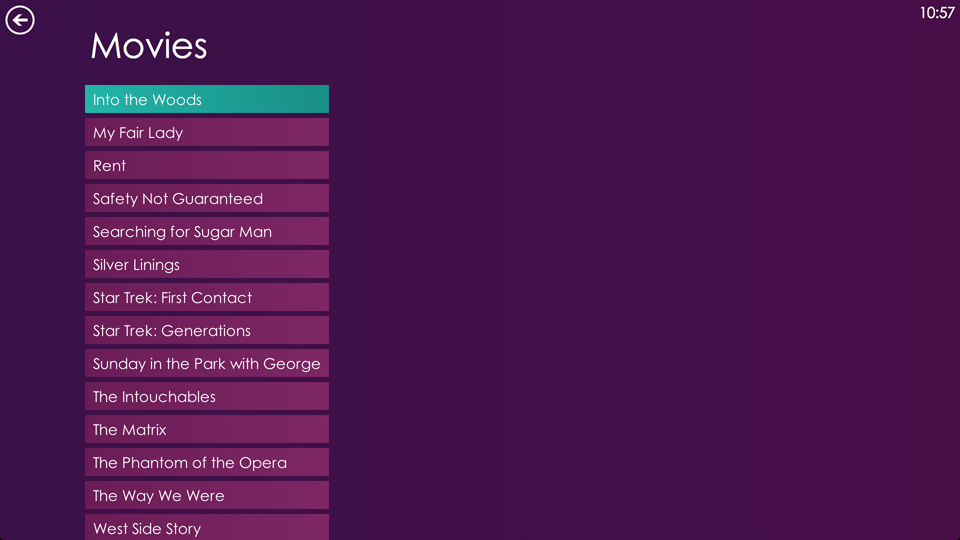 10:57
Movies
Into the Woods
My Fair Lady
Rent
Safety Not Guaranteed
Searching for Sugar Man
Silver Linings
Star Trek: First Contact
Star Trek: Generations
Sunday in the Park with George
The Intouchables
The Matrix
The Phantom of the Opera
The Way We Were
West Side Story